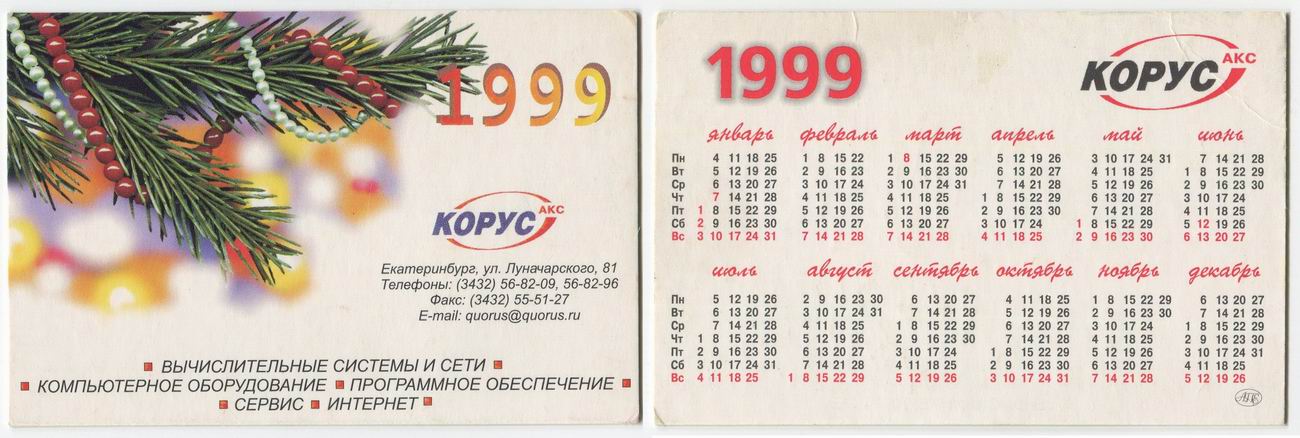 1999
КОРУС АКС
Екатеринбург, ул. Луначарского, 81
Телефоны: (3432) 56-82-09, 56-82-96
Факс: (3432) 55-51-27
E-mail: quorus@quorus.ru
ВЫЧИСЛИТЕЛЬНЫЕ СИСТЕМЫ И СЕТИ
КОМПЬЮТЕРНОЕ ОБОРУДОВАНИЕ ПРОГРАММНОЕ ОБЕСПЕЧЕНИЕ
СЕРВИС ИНТЕРНЕТ
1999
КОРУС АКС
январь февраль март апрель май июнь
Пн 4 11 18 25 1 8 15 22 1 8 15 22 29 5 12 19 26 3 10 17 24 31 7 14 21 28
Вт 5 12 19 26 2 9 16 23 2 9 16 23 30 6 13 20 27 4 11 18 25 1 8 15 22 29
Ср 6 13 20 27 3 10 17 24 3 10 17 24 31 7 14 21 28 5 12 19 26 2 9 16 23 30
Чт 7 14 21 28 4 11 18 25 4 11 18 25 1 8 15 22 29 6 13 20 27 3 10 17 24
Пт 1 8 15 22 29 5 12 19 26 5 12 19 26 2 9 16 23 30 7 14 21 28 4 11 18 25
Сб 2 9 16 23 30 6 13 20 27 6 13 20 27 3 10 17 24 1 8 15 22 29 5 12 19 26
Вс 3 10 17 24 31 7 14 21 28 7 14 21 28 4 11 18 25 2 9 16 23 30 6 13 20 27
июль август сентябрь октябрь ноябрь декабрь
Пн 5 12 19 26 2 9 16 23 30 6 13 20 27 4 11 18 25 1 8 15 22 29 6 13 20 27
Вт 6 13 20 27 3 10 17 24 31 7 14 21 28 5 12 19 26 2 9 16 23 30 7 14 21 28
Ср 7 14 21 28 4 11 18 25 1 8 15 22 29 6 13 20 27 3 10 17 24 1 8 15 22 29
Чт 1 8 15 22 29 5 12 19 26 2 9 16 23 30 7 14 21 28 4 11 18 25 2 9 16 23 30
Пт 2 9 16 23 30 6 13 20 27 3 10 17 24 1 8 15 22 29 5 12 19 26 3 10 17 24 31
Сб 3 10 17 24 31 7 14 21 28 4 11 18 25 2 9 16 23 30 6 13 20 27 4 11 18 25
Вс 4 11 18 25 1 8 15 22 29 5 12 19 26 3 10 17 24 31 7 14 21 28 5 12 19 26